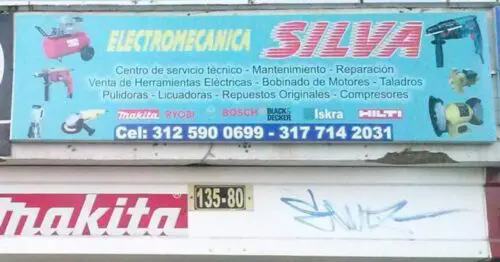 ELECTROMECANICA SILVA
Centro de servicio técnico - Mantenimiento - Reparación
Venta de Herramientas Eléctricas - Bobinado de Motores - Taladros
Pulidoras - Licuadoras - Repuestos Originales - Compresores
makita RYOBI BOSCH BLACK& DECKER Iskra HILTI
Cel: 312 590 0699 - 317 714 2031
makita 135-80